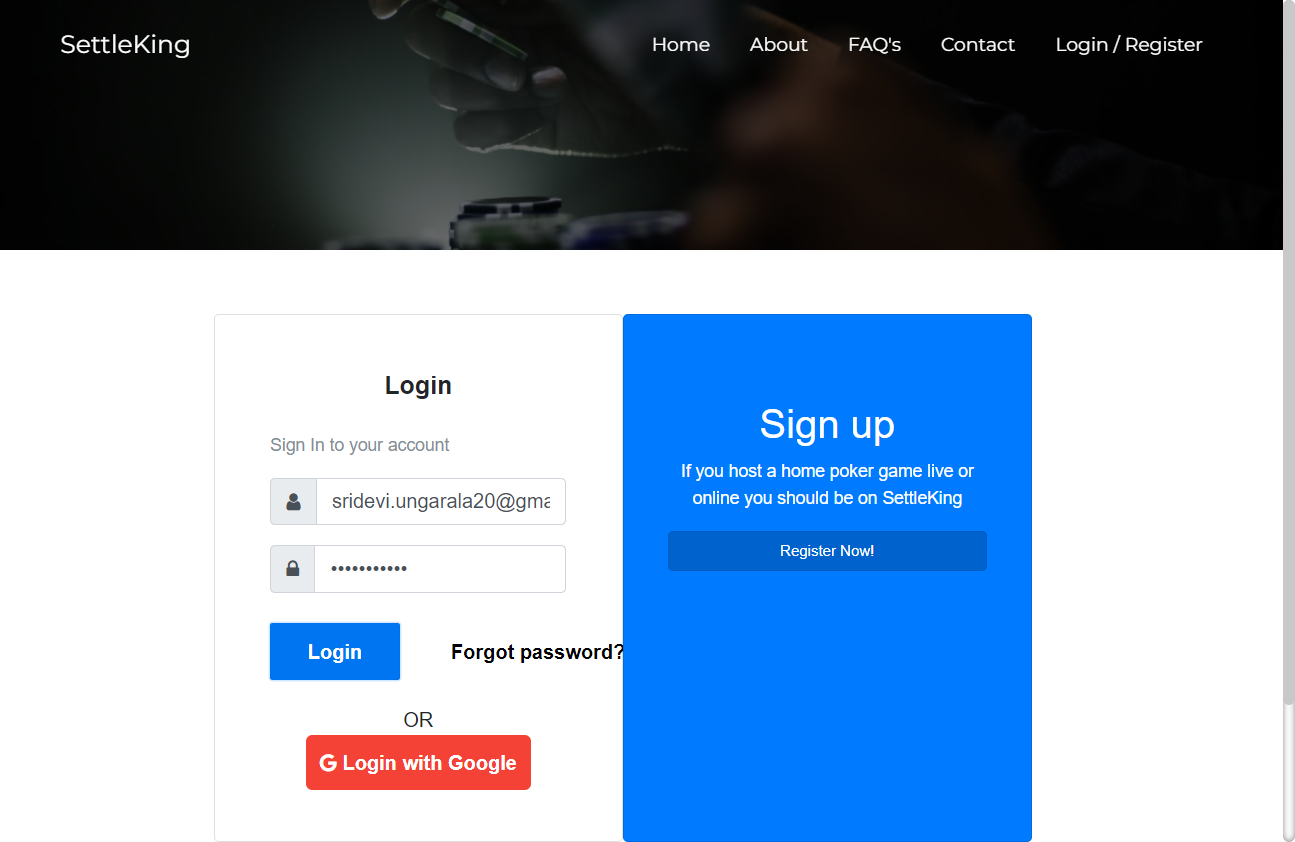 SettleKing
Home
About
FAQ's
Contact
Login / Register
Login
Sign In to your account
sridevi.ungarala20@gma
•••••••••••
Login
Forgot password?
OR
G Login with Google
Sign up
If you host a home poker game live or
online you should be on SettleKing
Register Now!